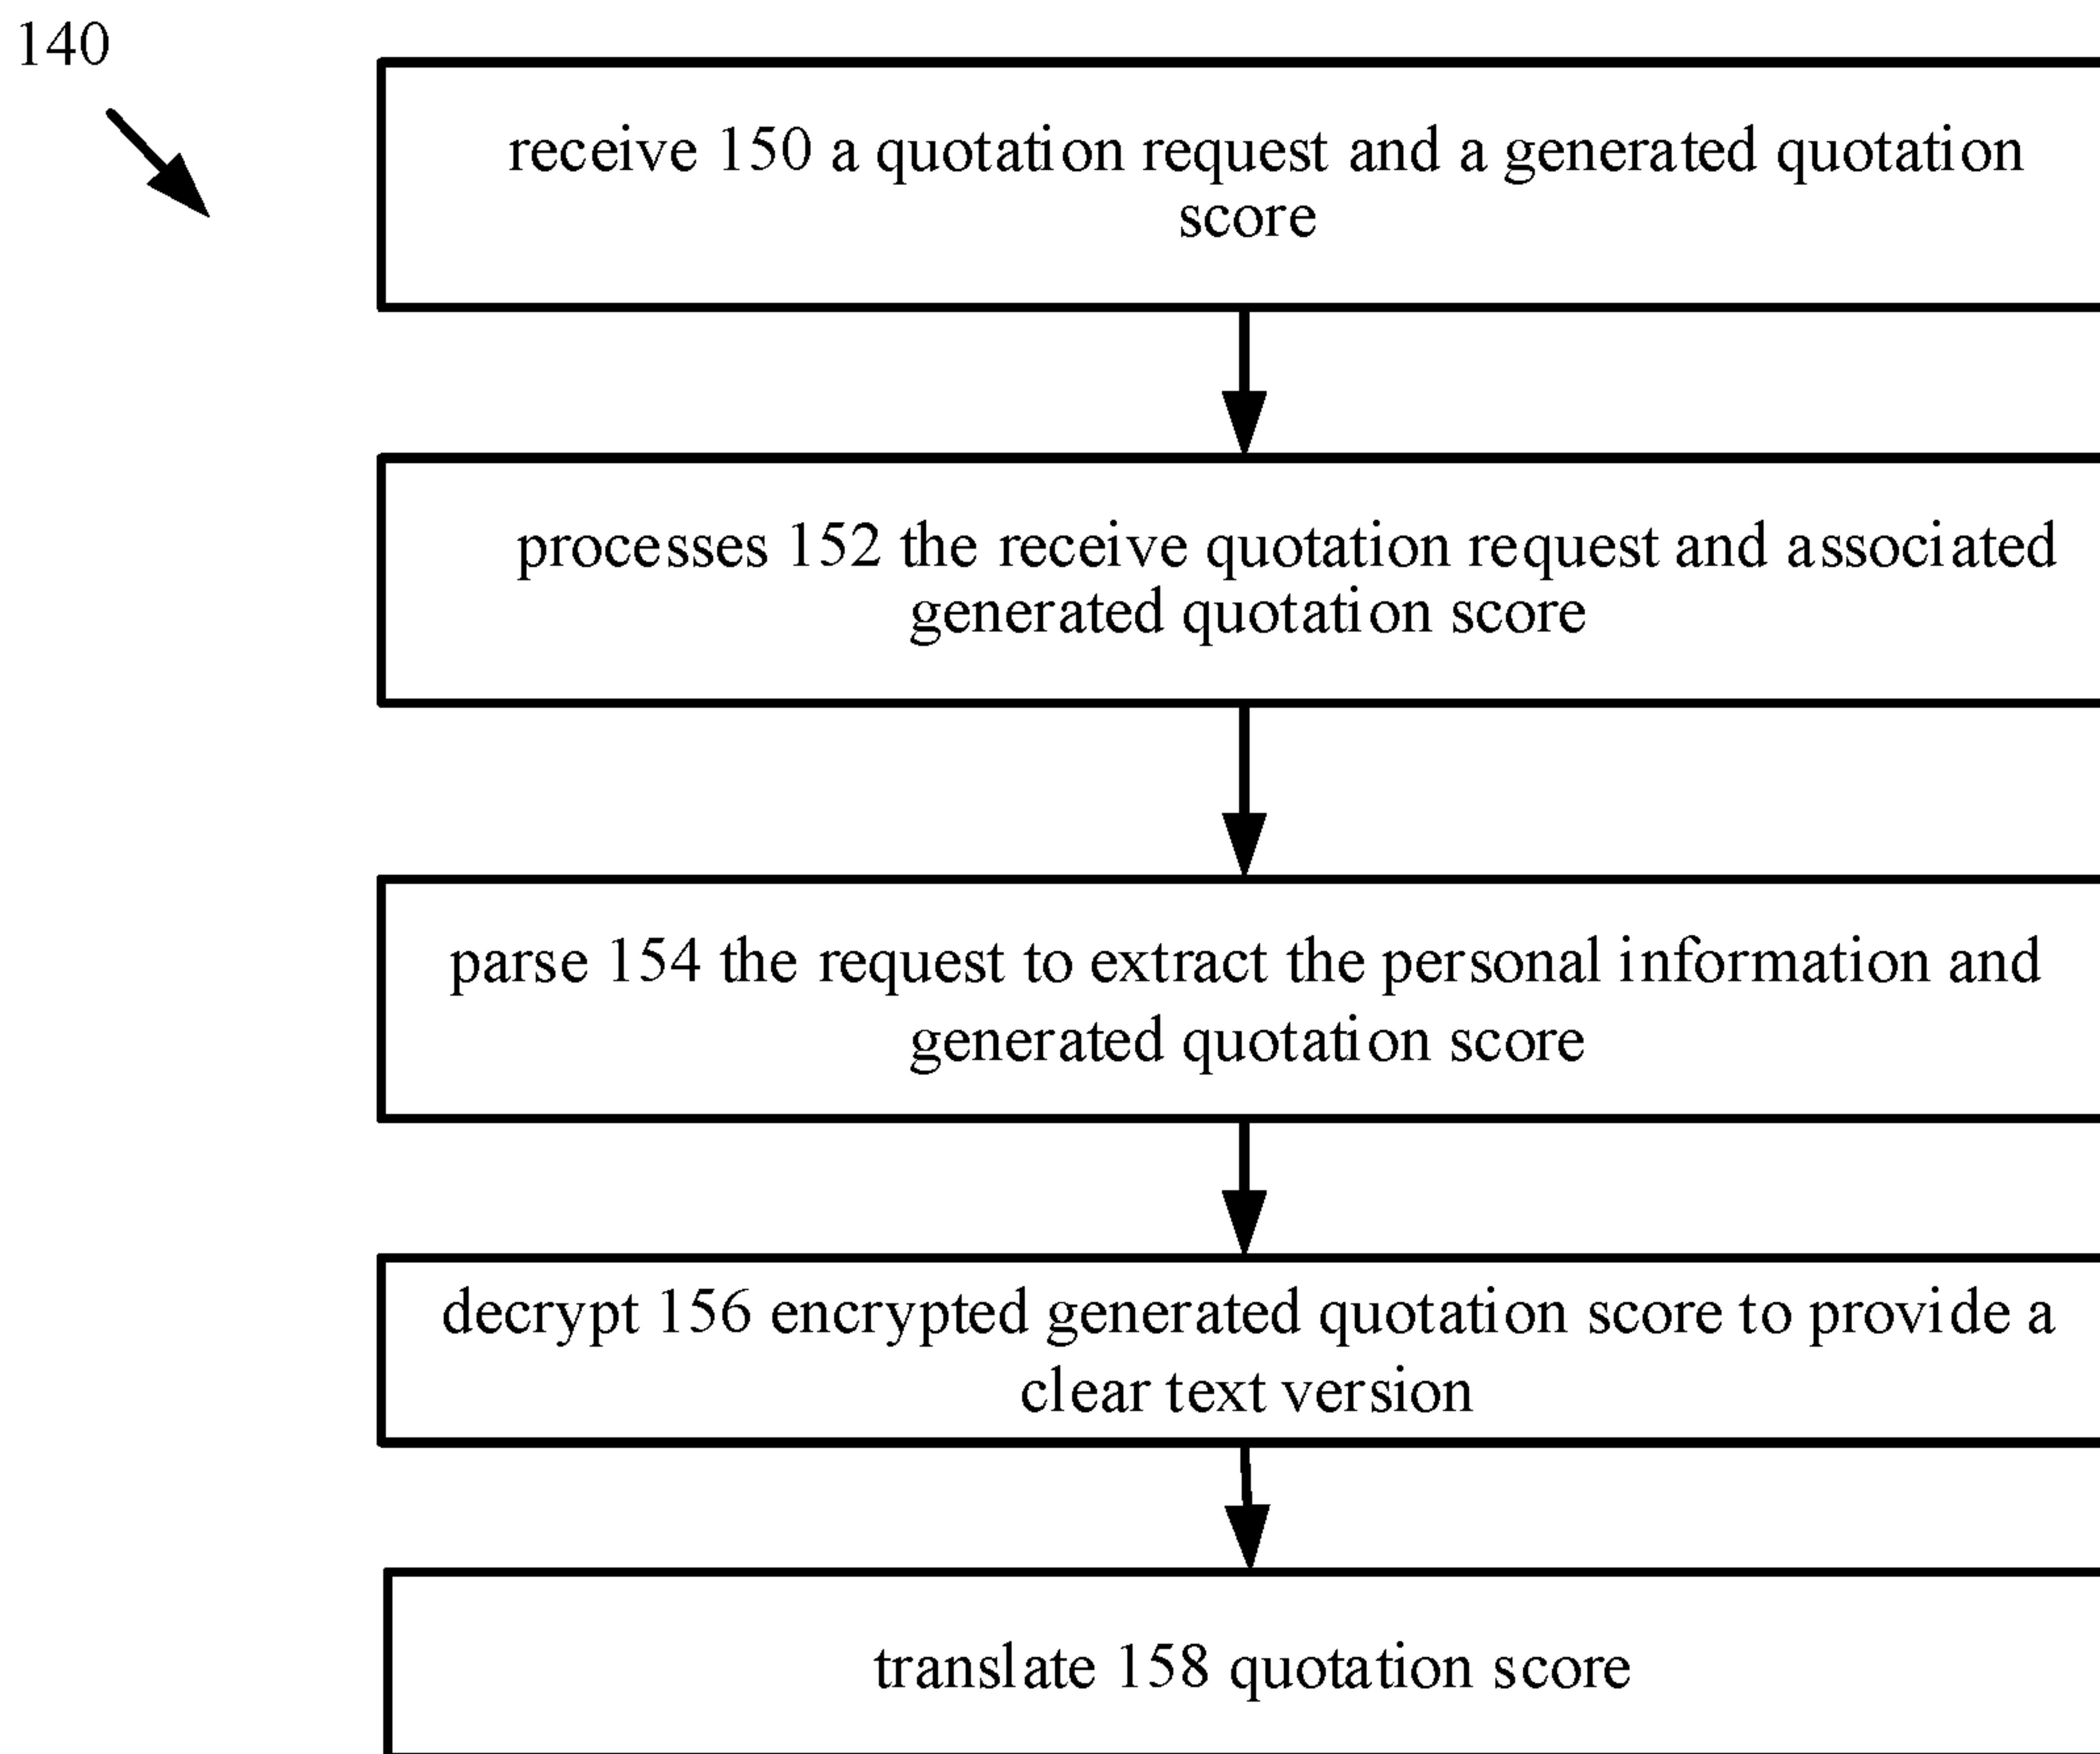 140
receive 150 a quotation request and a generated quotation
score
processes 152 the receive quotation request and associated
generated quotation score
parse 154 the request to extract the personal information and
generated quotation score
decrypt 156 encrypted generated quotation score to provide a
clear text version
translate 158 quotation score